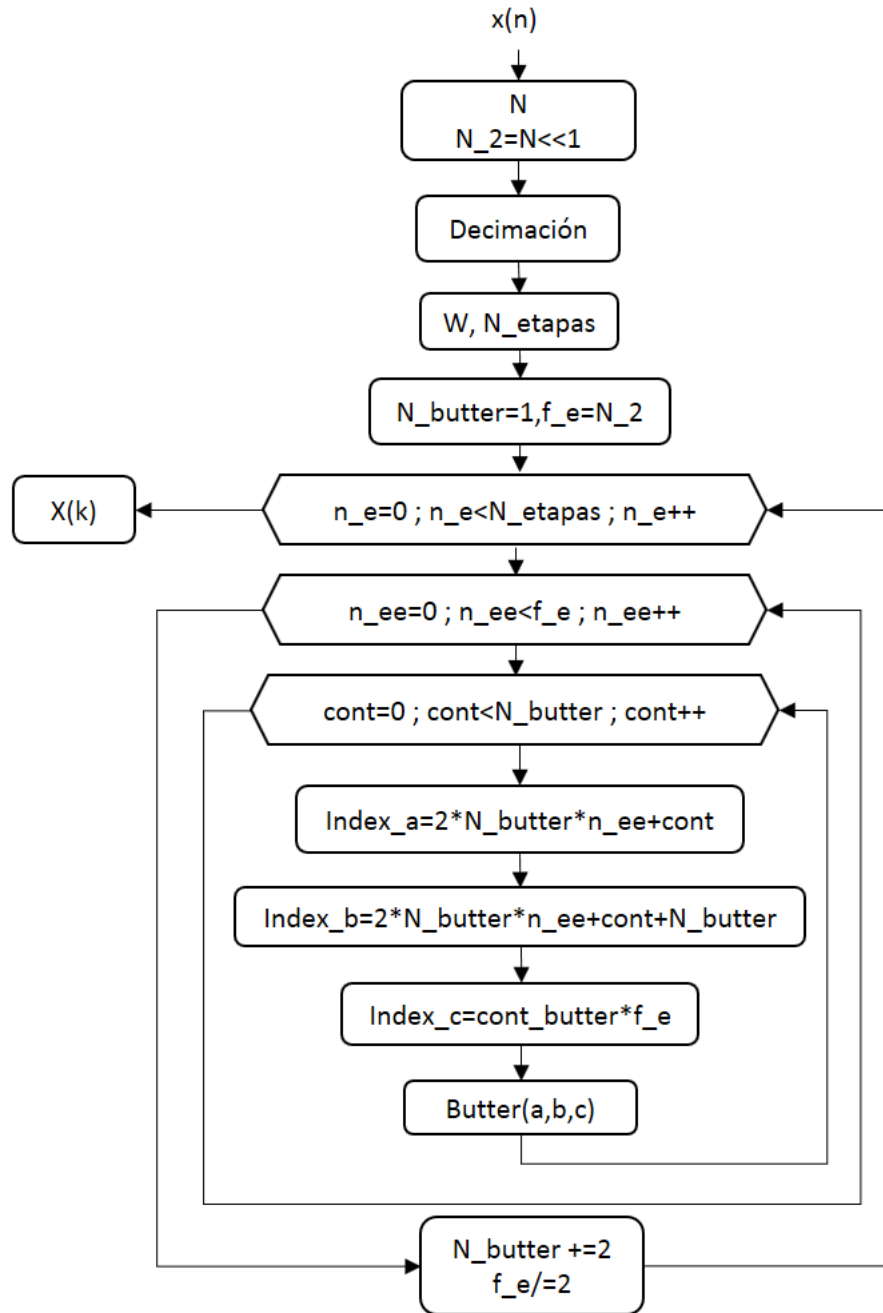 x(n)
N
N_2=N<<1
Decimación
W, N_etapas
N_butter=1,f_e=N_2
X(k)
n_e=0 ; n_e<N_etapas ; n_e++
n_ee=0 ; n_ee<f_e ; n_ee++
cont=0 ; cont<N_butter ; cont++
Index_a=2*N_butter*n_ee+cont
Index_b=2*N_butter*n_ee+cont+N_butter
Index_c=cont_butter*f_e
Butter(a,b,c)
N_butter +=2
f_e/=2